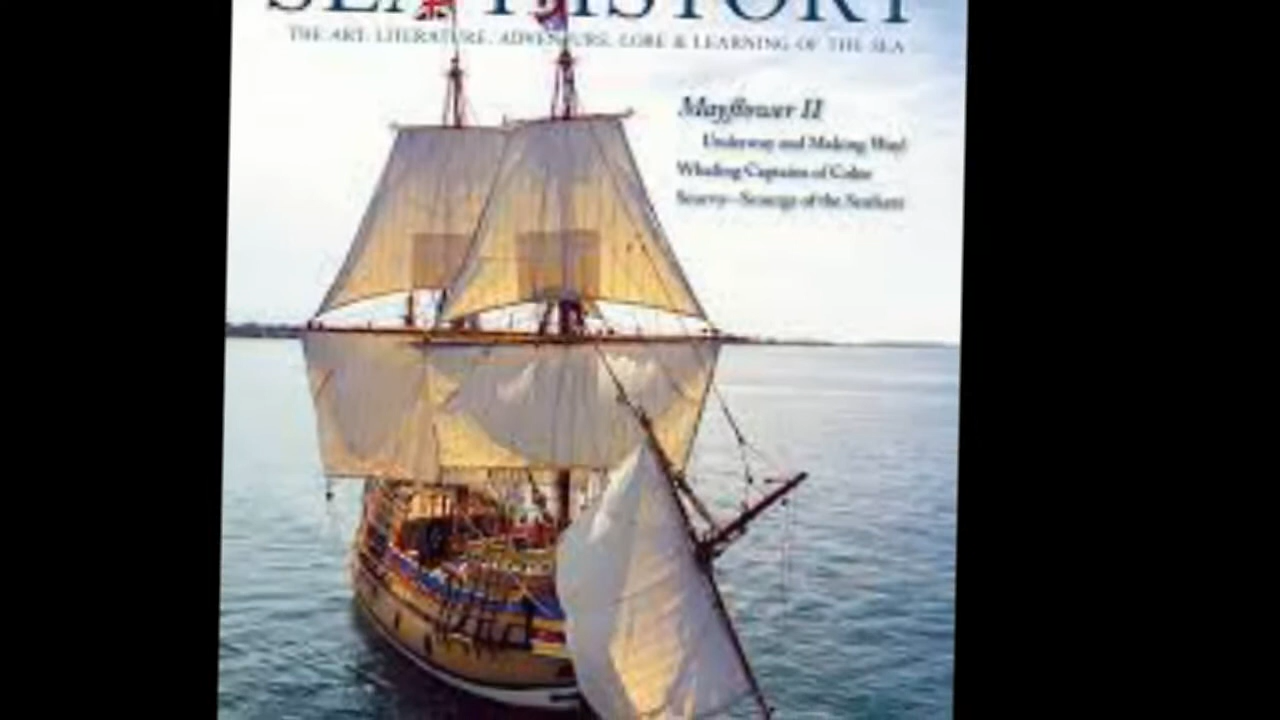 SEA HISTORY
THE ART, LITERATURE, ADVENTURE, LORE & LEARNING OF THE SEA
Mayflower II
Underway and Making Way!
Whaling Captains of Color
Scurvy—Scourge of the Seafarer